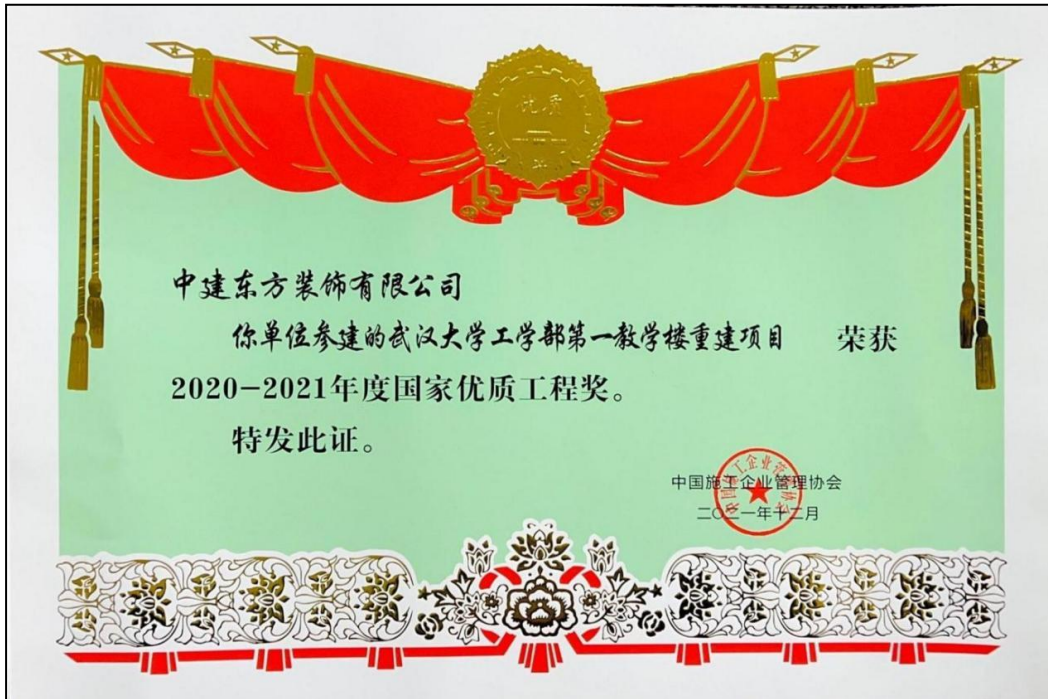 中建东方装饰有限公司
你单位参建的武汉大学工学部第一教学楼重建项目 荣获
2020-2021年度国家优质工程奖。
特发此证。
中国施工企业管理协会
二〇二一年十二月